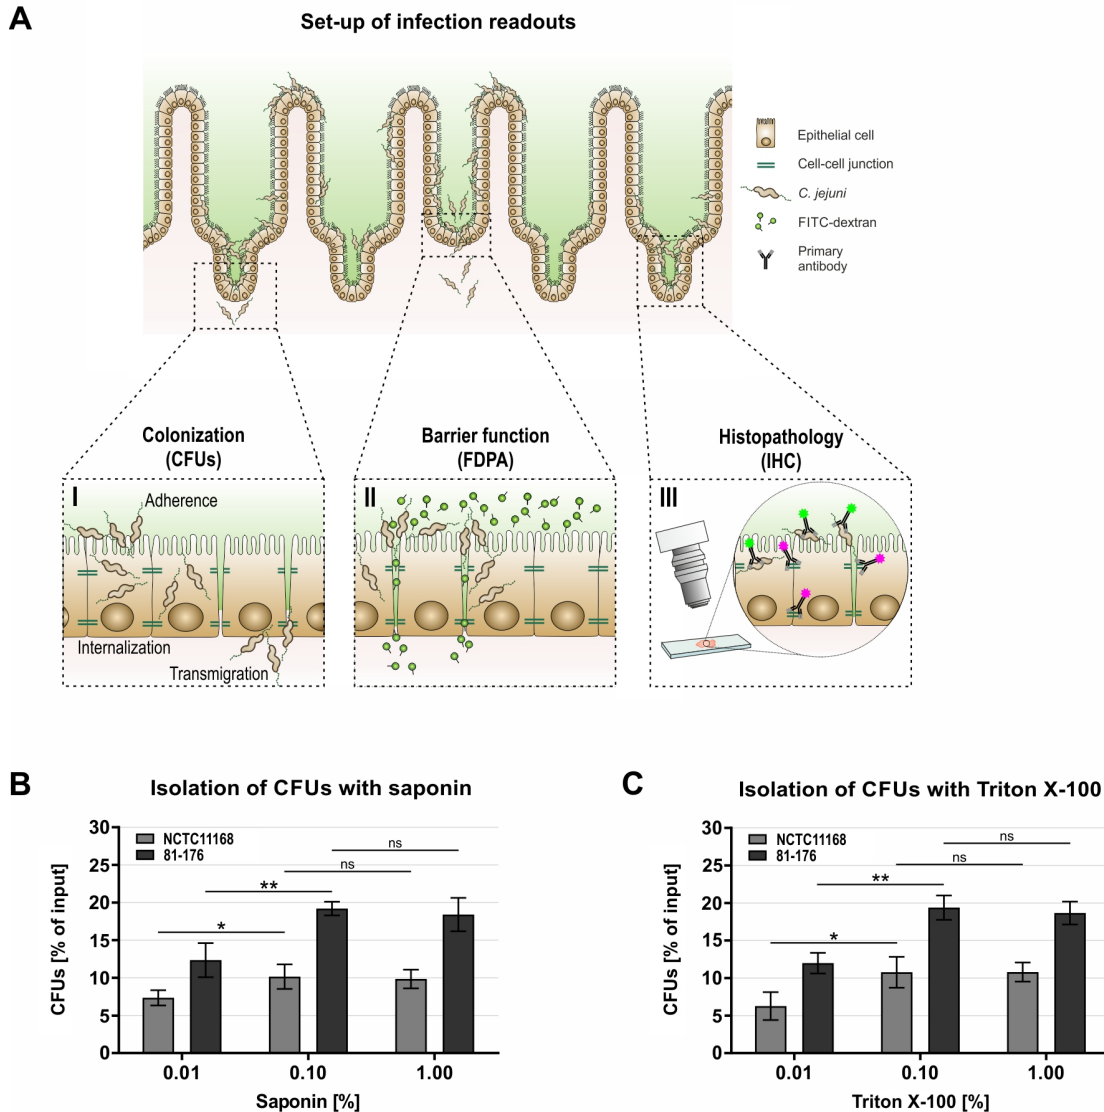 A
Set-up of infection readouts
Epithelial cell
Cell-cell junction
C. jejuni
FITC-dextran
Primary
antibody
Colonization
(CFUs)
Barrier function
(FDPA)
Histopathology
(IHC)
I
Adherence
Internalization
Transmigration
II
III
B
Isolation of CFUs with saponin
NCTC11168
81-176
CFUs [% of input]
30
25
20
15
10
5
0
*
**
ns
ns
0.01
0.10
1.00
Saponin [%]
C
Isolation of CFUs with Triton X-100
NCTC11168
81-176
CFUs [% of input]
30
25
20
15
10
5
0
*
**
ns
ns
0.01
0.10
1.00
Triton X-100 [%]